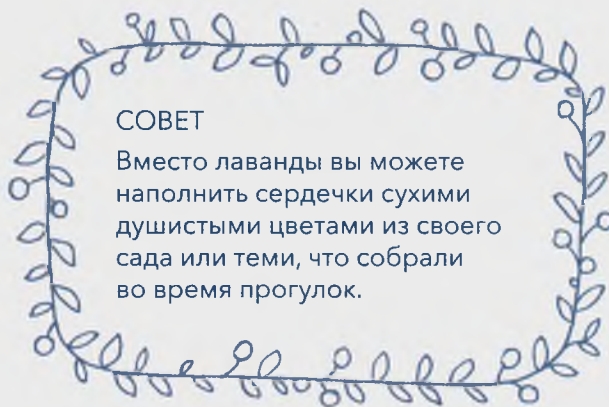 СОВЕТ
Вместо лаванды вы можете
наполнить сердечки сухими
душистыми цветами из своего
сада или теми, что собрали
во время прогулок.